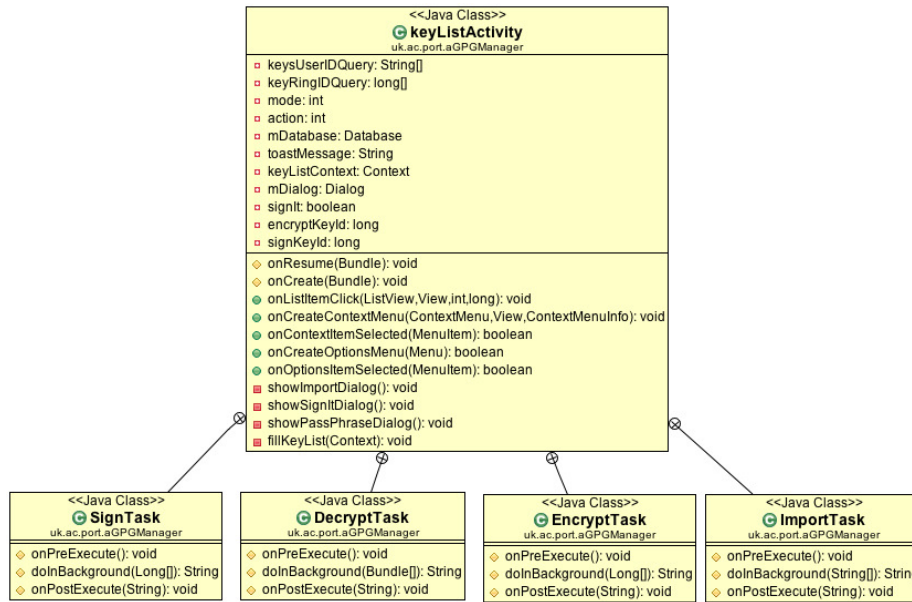 <<Java Class>>
keyListActivity
uk.ac.port.aGPGManager
keysUserIDQuery: String[]
keyRingIDQuery: long[]
mode: int
action: int
mDatabase: Database
toastMessage: String
keyListContext: Context
mDialog: Dialog
signIt: boolean
encryptKeyId: long
signKeyId: long
onResume(Bundle): void
onCreate(Bundle): void
onListItemClick(ListView,View,int,long): void
onCreateContextMenu(ContextMenu,View,ContextMenuInfo): void
onContextItemSelected(MenuItem): boolean
onCreateOptionsMenu(Menu): boolean
onOptionsItemSelected(MenuItem): boolean
showImportDialog(): void
showSignItDialog(): void
showPassPhraseDialog(): void
fillKeyList(Context): void
<<Java Class>>
SignTask
uk.ac.port.aGPGManager
onPreExecute(): void
doInBackground(Long[]): String
onPostExecute(String): void
<<Java Class>>
DecryptTask
uk.ac.port.aGPGManager
onPreExecute(): void
doInBackground(Bundle[]): String
onPostExecute(String): void
<<Java Class>>
EncryptTask
uk.ac.port.aGPGManager
onPreExecute(): void
doInBackground(Long[]): String
onPostExecute(String): void
<<Java Class>>
ImportTask
uk.ac.port.aGPGManager
onPreExecute(): void
doInBackground(String[]): String
onPostExecute(String): void